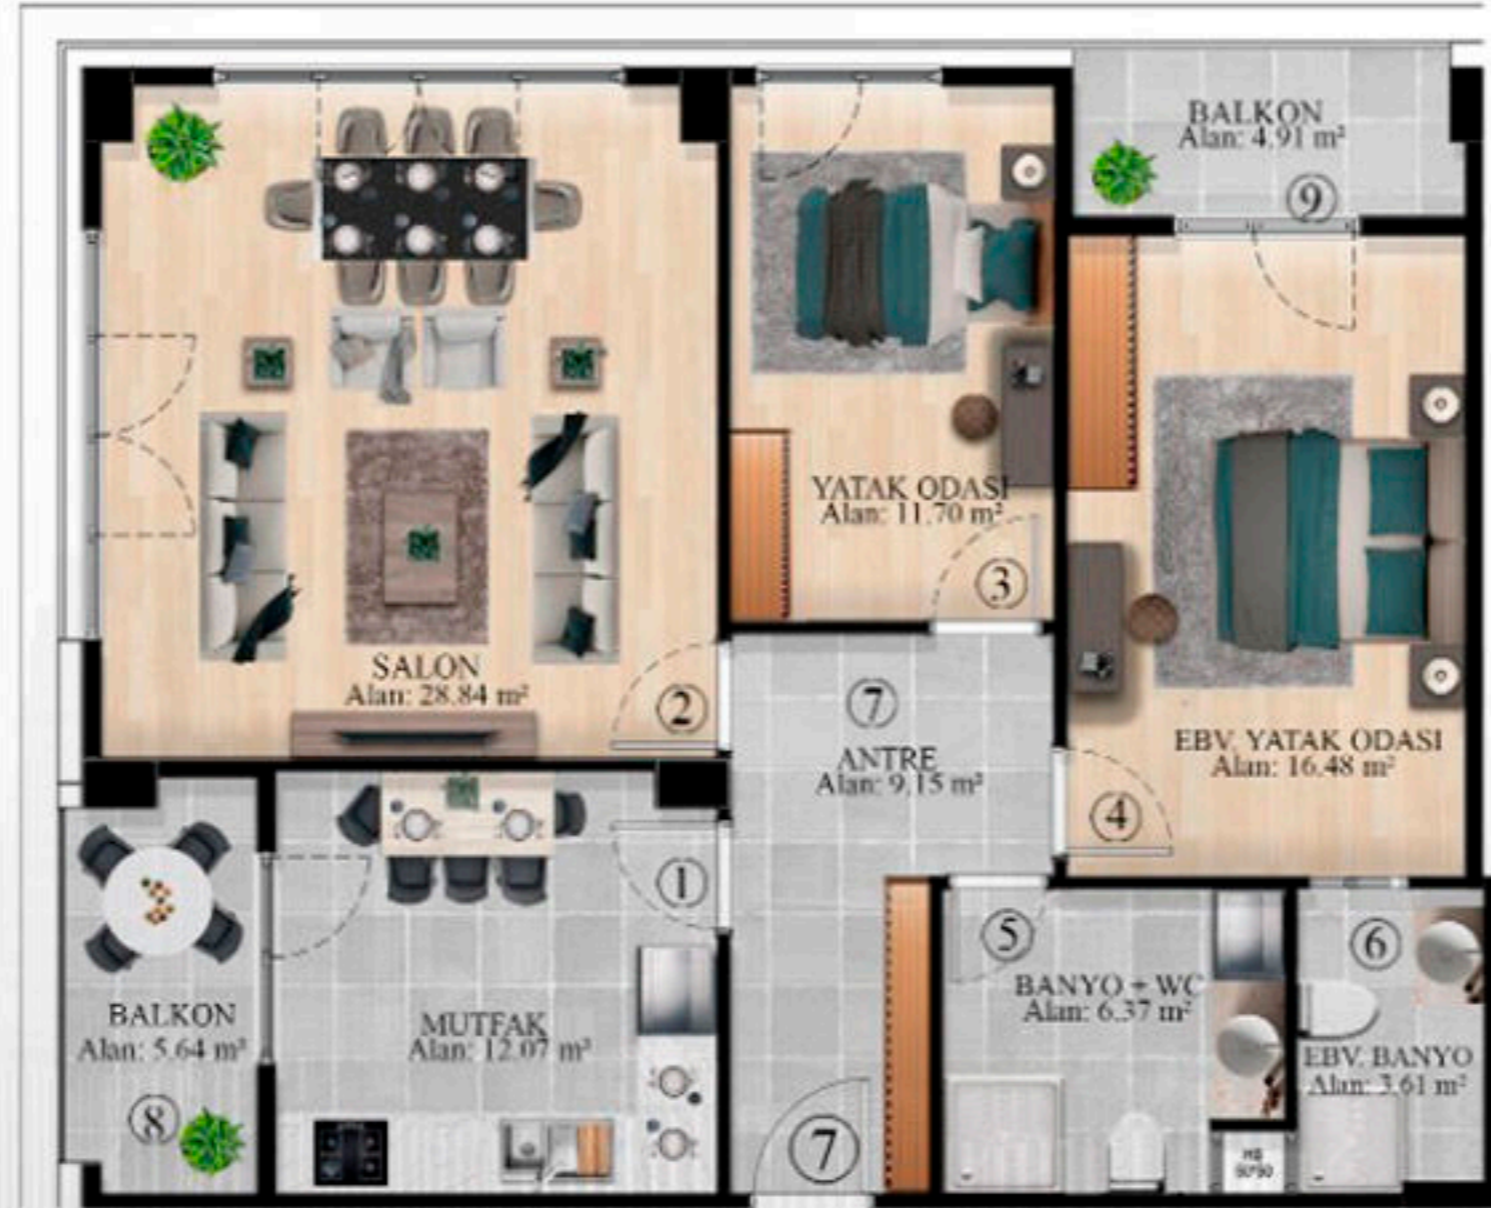 BALKON
Alan: 4.91 m²
9
YATAK ODASI
Alan: 11.70 m²
3
SALON
Alan: 28.84 m²
2
7
ANTRE
Alan: 9.15 m²
EBV. YATAK ODASI
Alan: 16.48 m²
4
1
5
6
BALKON
Alan: 5.64 m²
8
MUTFAK
Alan: 12.07 m²
BANYO + WC
Alan: 6.37 m²
EBV. BANYO
Alan: 3.61 m²
7